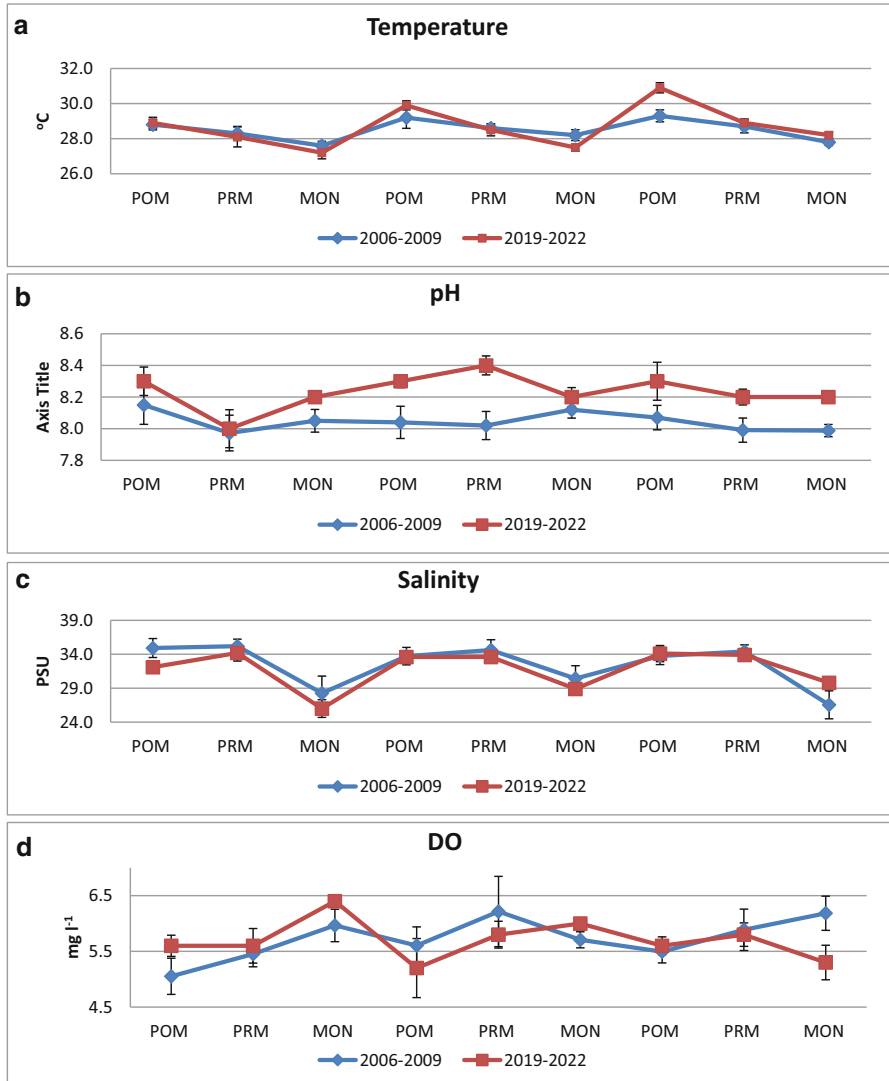 a
Temperature
32.0
30.0
28.0
26.0
ºC
POM PRM MON POM PRM MON POM PRM MON
2006-2009 2019-2022
b
pH
8.6
8.4
8.2
8.0
7.8
Axis Title
POM PRM MON POM PRM MON POM PRM MON
2006-2009 2019-2022
c
Salinity
39.0
34.0
29.0
24.0
PSU
POM PRM MON POM PRM MON POM PRM MON
2006-2009 2019-2022
d
DO
6.5
5.5
4.5
mg l⁻¹
POM PRM MON POM PRM MON POM PRM MON
2006-2009 2019-2022